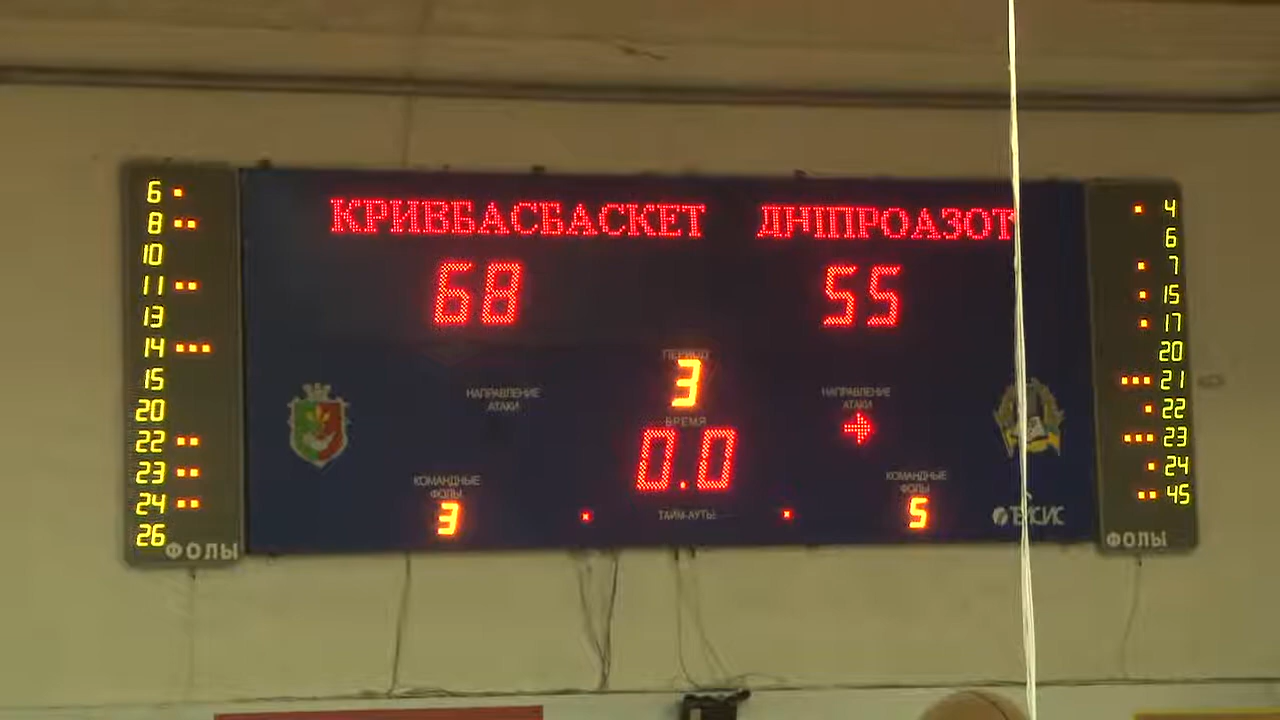 КРИВБАСБАСКЕТ ДНІПРОАЗОТ
68 55
ПЕРИОД
3
НАПРАВЛЕНИЕ АТАКИ
НАПРАВЛЕНИЕ АТАКИ
ВРЕМЯ
0.0
КОМАНДНЫЕ ФОЛЫ
3
ТАЙМ-АУТЫ
КОМАНДНЫЕ ФОЛЫ
5
6
8
10
11
13
14
15
20
22
23
24
26
ФОЛЫ
4
6
7
15
17
20
21
22
23
24
45
ФОЛЫ